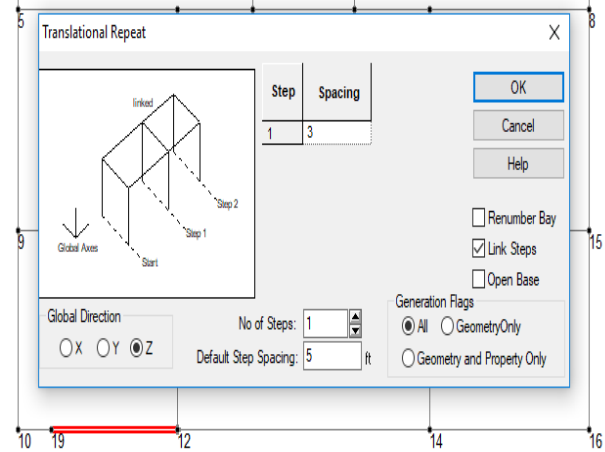 5
8
Translational Repeat
X
linked
Step 2
Step 1
Start
Global Axes
Step Spacing
1 3
OK
Cancel
Help
Renumber Bay
Link Steps
Open Base
Generation Flags
All GeometryOnly
Geometry and Property Only
Global Direction
X Y Z
No of Steps: 1
Default Step Spacing: 5 ft
9
15
10 19 12 14 16